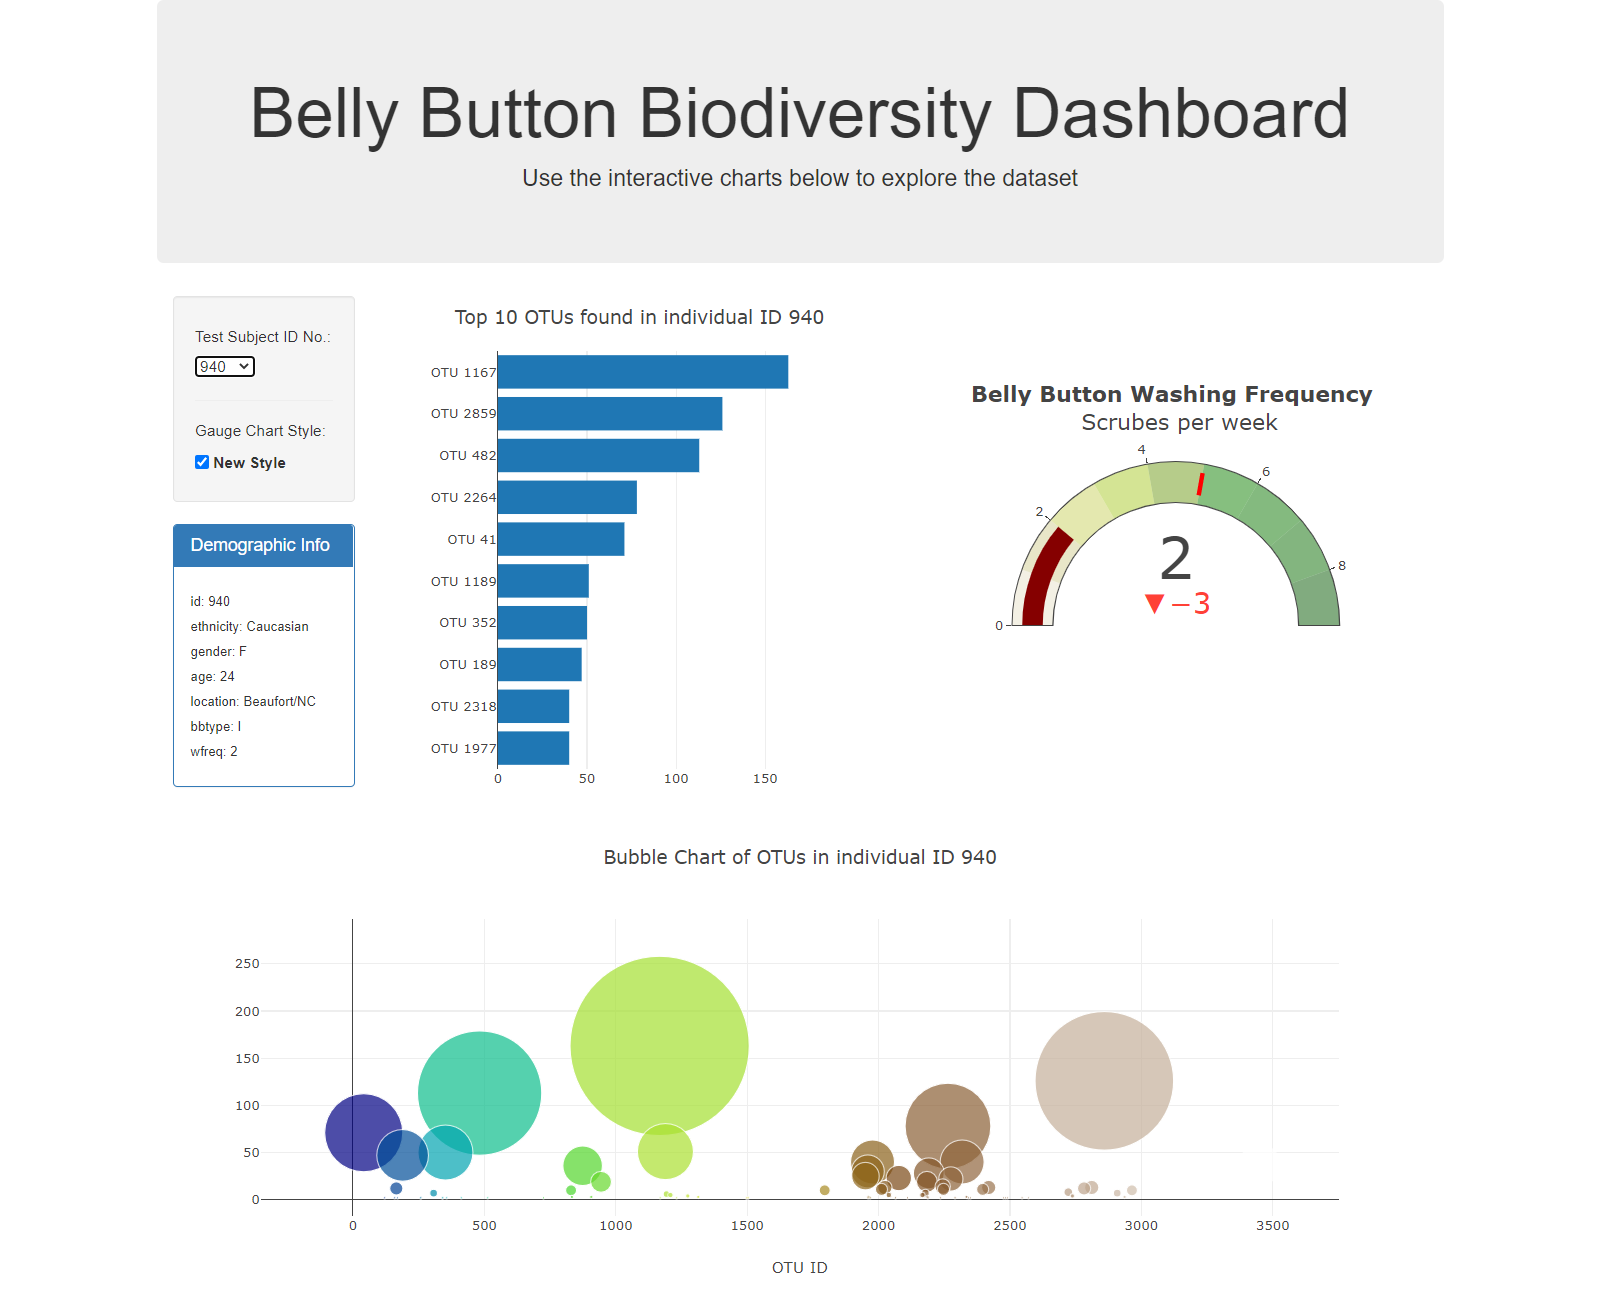 Belly Button Biodiversity Dashboard
Use the interactive charts below to explore the dataset
Test Subject ID No.:
940
Gauge Chart Style:
New Style
Demographic Info
id: 940
ethnicity: Caucasian
gender: F
age: 24
location: Beaufort/NC
bbtype: I
wfreq: 2
Top 10 OTUs found in individual ID 940
OTU 1167
OTU 2859
OTU 482
OTU 2264
OTU 41
OTU 1189
OTU 352
OTU 189
OTU 2318
OTU 1977
0 50 100 150
Belly Button Washing Frequency
Scrubes per week
0
2
4
6
8
2
▼−3
Bubble Chart of OTUs in individual ID 940
250
200
150
100
50
0
0 500 1000 1500 2000 2500 3000 3500
OTU ID